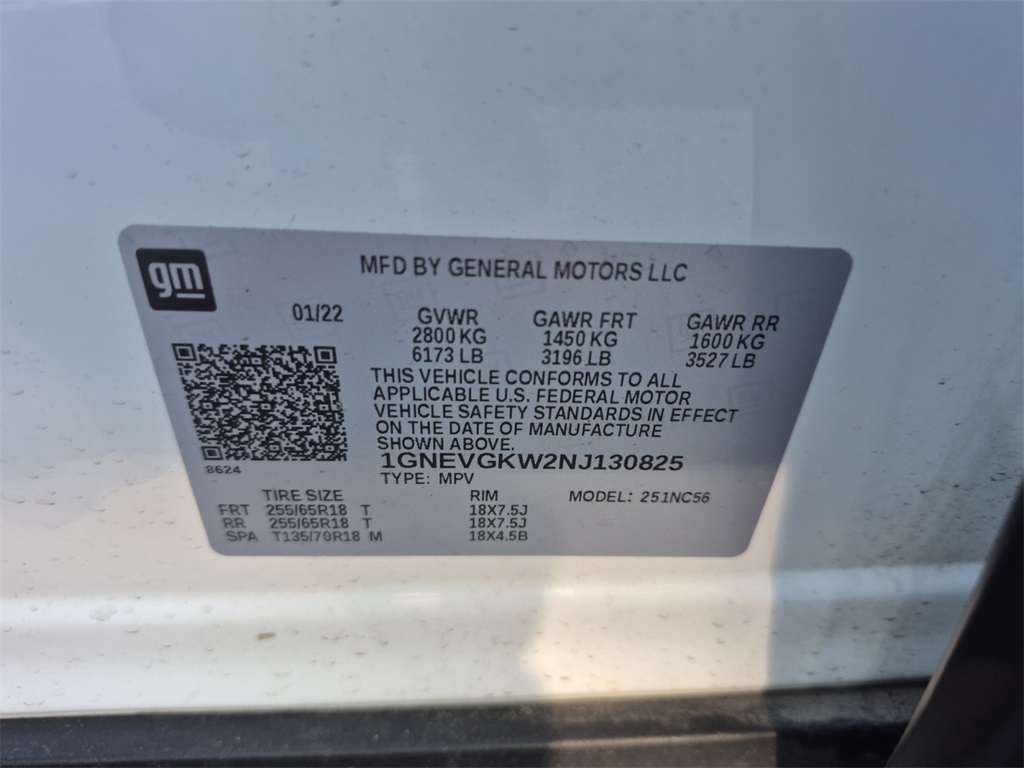 gm
MFD BY GENERAL MOTORS LLC
01/22 GVWR GAWR FRT GAWR RR
2800 KG 1450 KG 1600 KG
6173 LB 3196 LB 3527 LB
THIS VEHICLE CONFORMS TO ALL
APPLICABLE U.S. FEDERAL MOTOR
VEHICLE SAFETY STANDARDS IN EFFECT
ON THE DATE OF MANUFACTURE
SHOWN ABOVE.
1GNEVGKW2NJ130825
8624
TYPE: MPV
TIRE SIZE RIM MODEL: 251NC56
FRT 255/65R18 T 18X7.5J
RR 255/65R18 T 18X7.5J
SPA T135/70R18 M 18X4.5B